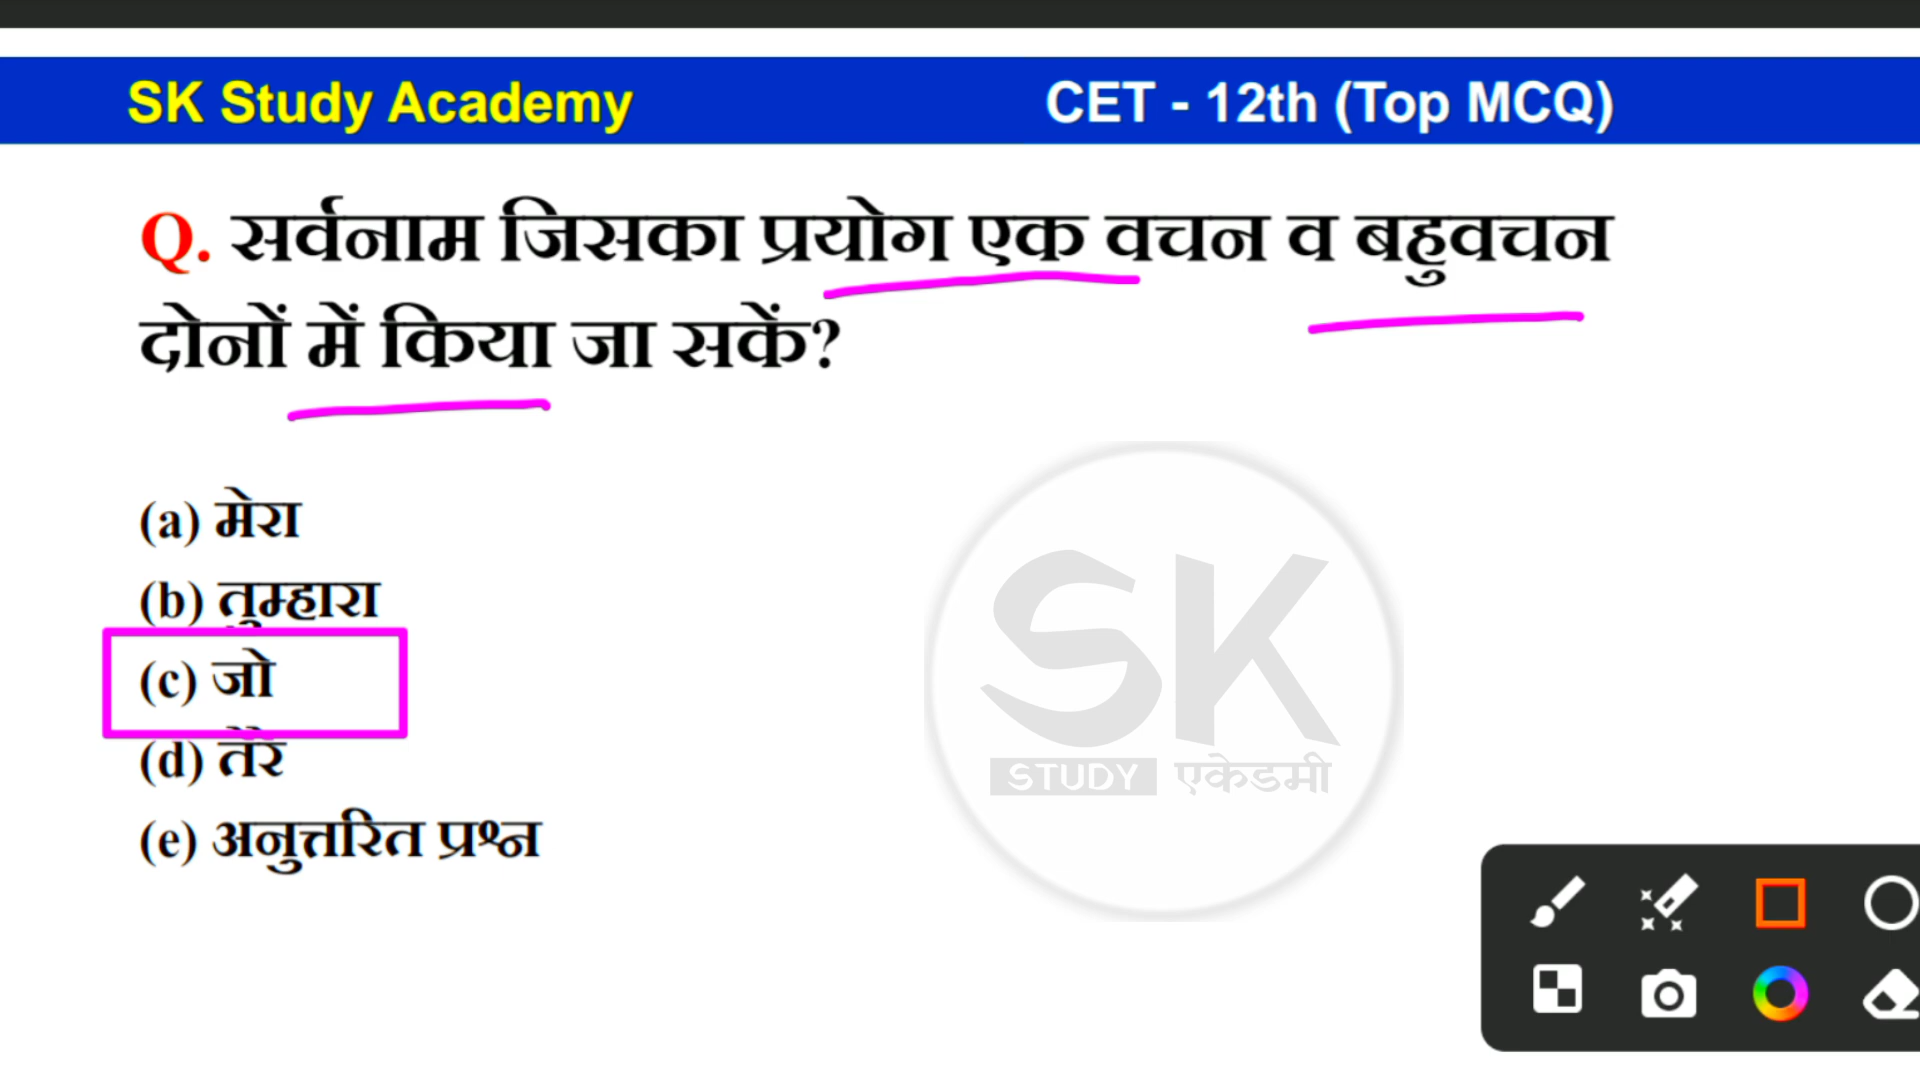 SK Study Academy
CET - 12th (Top MCQ)
Q. सर्वनाम जिसका प्रयोग एक वचन व बहुवचन
दोनों में किया जा सकें?
(a) मेरा
(b) तुम्हारा
(c) जो
(d) तेरे
(e) अनुत्तरित प्रश्न
SK
STUDY एकेडमी